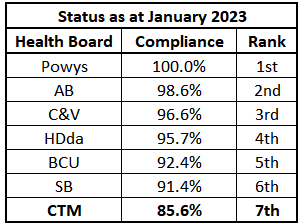 Status as at January 2023
Health Board Compliance Rank
Powys 100.0% 1st
AB 98.6% 2nd
C&V 96.6% 3rd
HDda 95.7% 4th
BCU 92.4% 5th
SB 91.4% 6th
CTM 85.6% 7th